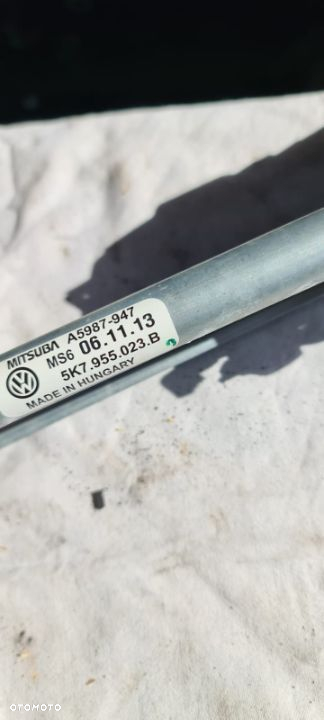 MITSUBA A5987-947
MS6 06.11.13
5K7.955.023.B
MADE IN HUNGARY
OTOMOTO